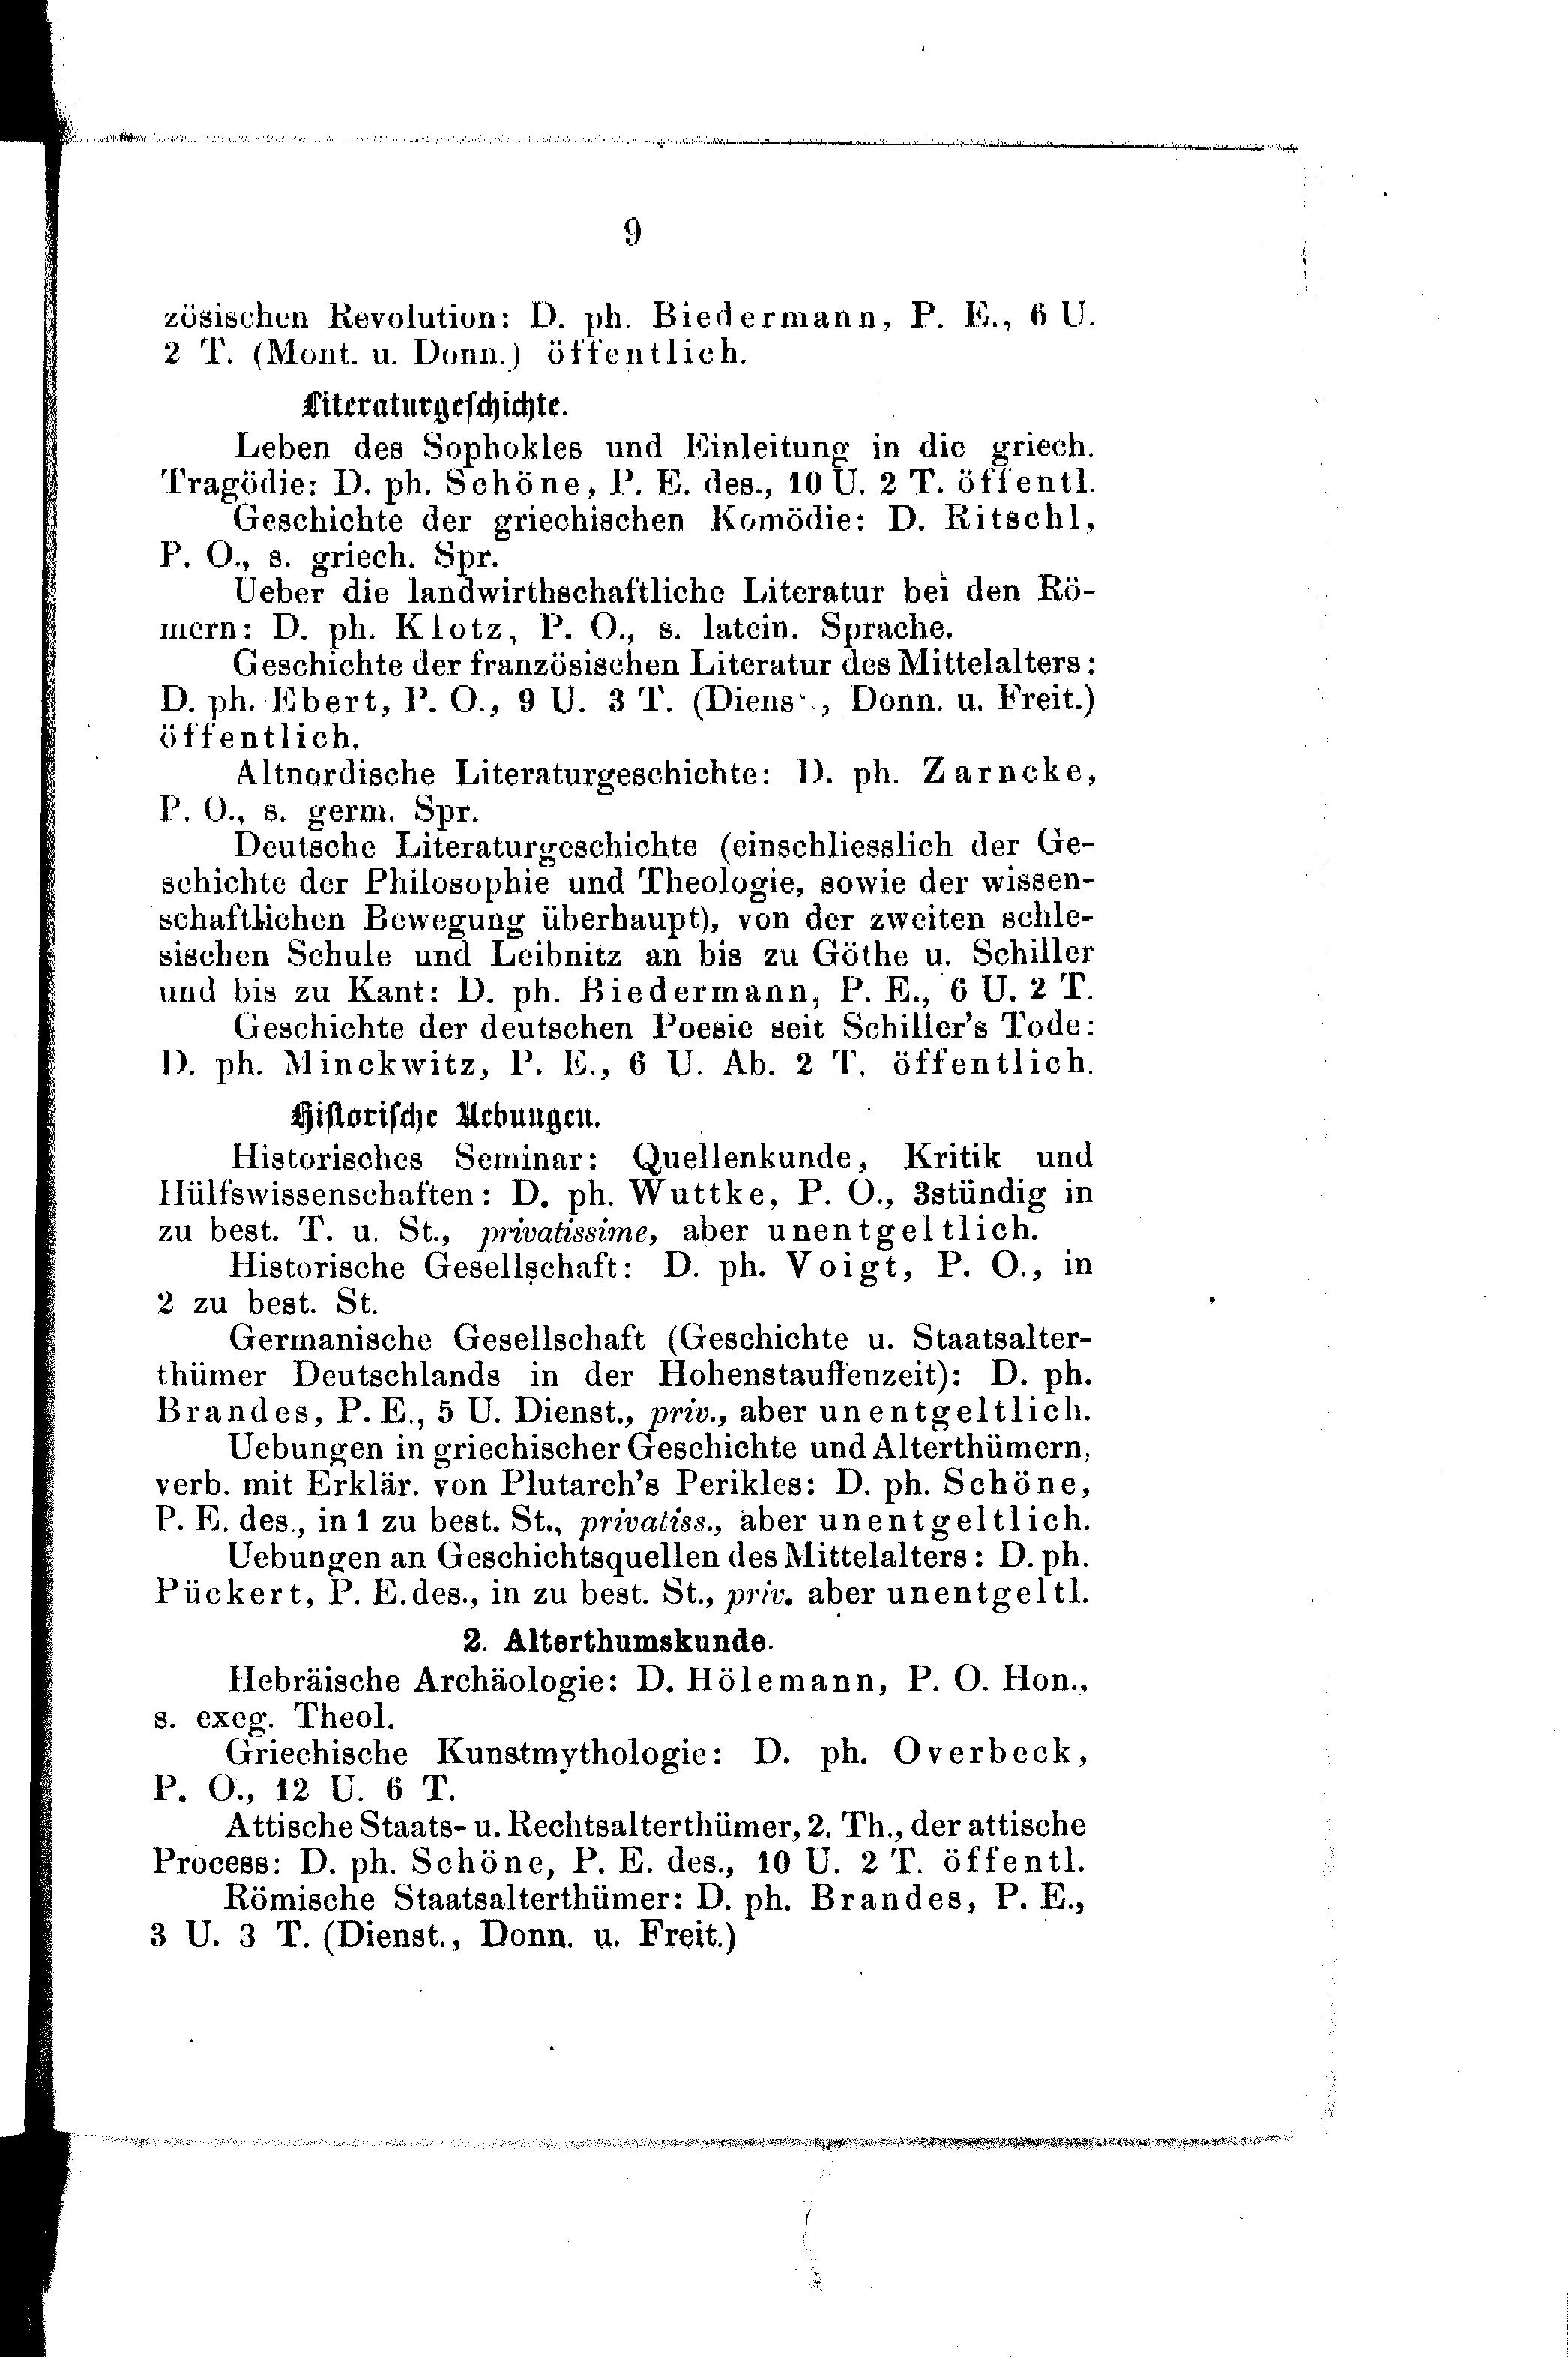 9
zösischen Revolution: D. ph. Biedermann, P. E., 6 U.
2 T. (Mont. u. Donn.) öffentlich.
Literaturgeschichte.
Leben des Sophokles und Einleitung in die griech.
Tragödie: D. ph. Schöne, P. E. des., 10 U. 2 T. öffentl.
Geschichte der griechischen Komödie: D. Ritschl,
P. O., s. griech. Spr.
Ueber die landwirthschaftliche Literatur bei den Rö-
mern: D. ph. Klotz, P. O., s. latein. Sprache.
Geschichte der französischen Literatur des Mittelalters:
D. ph. Ebert, P. O., 9 U. 3 T. (Dienst., Donn. u. Freit.)
öffentlich.
Altnordische Literaturgeschichte: D. ph. Zarncke,
P. O., s. germ. Spr.
Deutsche Literaturgeschichte (einschliesslich der Ge-
schichte der Philosophie und Theologie, sowie der wissen-
schaftlichen Bewegung überhaupt), von der zweiten schle-
sischen Schule und Leibnitz an bis zu Göthe u. Schiller
und bis zu Kant: D. ph. Biedermann, P. E., 6 U. 2 T.
Geschichte der deutschen Poesie seit Schiller's Tode:
D. ph. Minckwitz, P. E., 6 U. Ab. 2 T. öffentlich.
Historische Uebungen.
Historisches Seminar: Quellenkunde, Kritik und
Hülfswissenschaften: D. ph. Wuttke, P. O., 3stündig in
zu best. T. u. St., privatissime, aber unentgeltlich.
Historische Gesellschaft: D. ph. Voigt, P. O., in
2 zu best. St.
Germanische Gesellschaft (Geschichte u. Staatsalter-
thümer Deutschlands in der Hohenstauffenzeit): D. ph.
Brandes, P. E., 5 U. Dienst., priv., aber unentgeltlich.
Uebungen in griechischer Geschichte und Alterthümern,
verb. mit Erklär. von Plutarch's Perikles: D. ph. Schöne,
P. E. des., in 1 zu best. St., privatiss., aber unentgeltlich.
Uebungen an Geschichtsquellen des Mittelalters: D. ph.
Pückert, P. E. des., in zu best. St., priv. aber unentgeltl.
2. Alterthumskunde.
Hebräische Archäologie: D. Hölemann, P. O. Hon.,
s. exeg. Theol.
Griechische Kunstmythologie: D. ph. Overbeck,
P. O., 12 U. 6 T.
Attische Staats- u. Rechtsalterthümer, 2. Th., der attische
Process: D. ph. Schöne, P. E. des., 10 U. 2 T. öffentl.
Römische Staatsalterthümer: D. ph. Brandes, P. E.,
3 U. 3 T. (Dienst., Donn. u. Freit.)